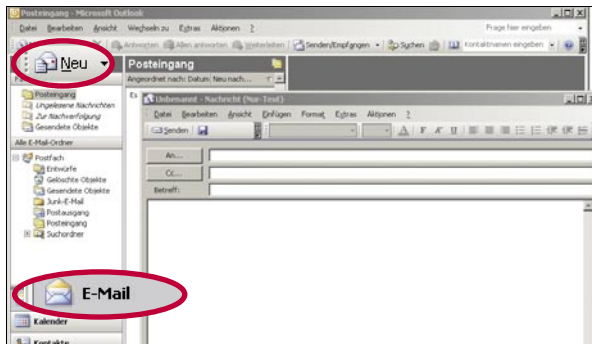 Posteingang - Microsoft Outlook
Datei Bearbeiten Ansicht Wechseln zu Extras Aktionen ?
Frage hier eingeben
Antworten Allen antworten Weiterleiten Senden/Empfangen Suchen Kontaktnamen eingeben
Neu
Posteingang
Angeordnet nach: Datum Neu nach...
Posteingang
Ungelesene Nachrichten
Zur Nachverfolgung
Gesendete Objekte
Alle E-Mail-Ordner
Postfach
Entwürfe
Gelöschte Objekte
Gesendete Objekte
Junk-E-Mail
Postausgang
Posteingang
Suchordner
Es
Unbenannt - Nachricht (Nur-Text)
Datei Bearbeiten Ansicht Einfügen Format Extras Aktionen ?
Senden
A F K U
An...
Cc...
Betreff:
E-Mail
Kalender
Kontakte